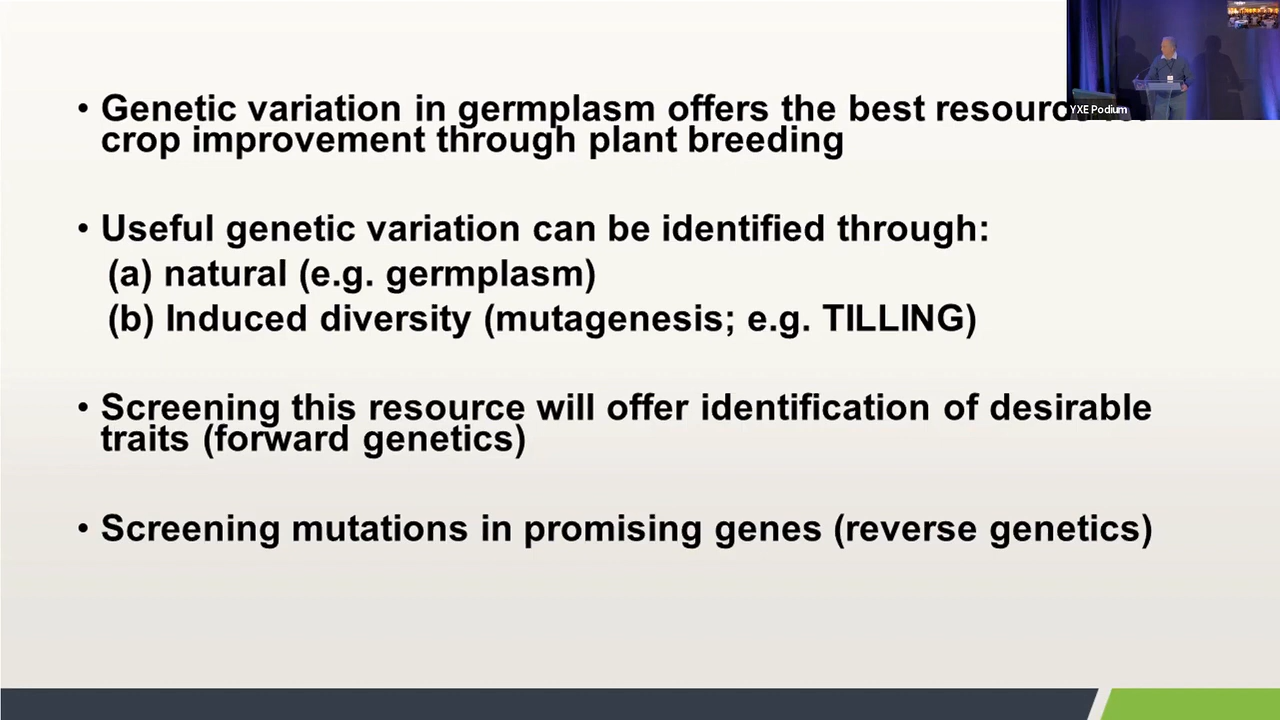 • Genetic variation in germplasm offers the best
crop improvement through plant breeding
• Useful genetic variation can be identified through:
(a) natural (e.g. germplasm)
(b) Induced diversity (mutagenesis; e.g. TILLING)
• Screening this resource will offer identification of desirable
traits (forward genetics)
• Screening mutations in promising genes (reverse genetics)
YXE Podium